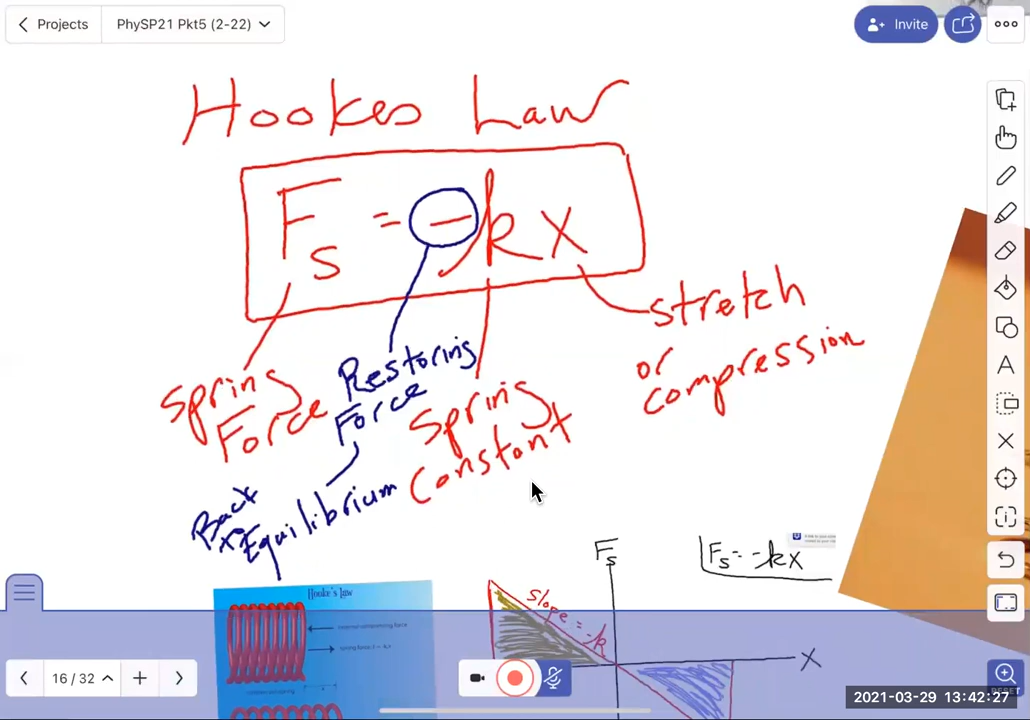 Projects
PhySP21 Pkt5 (2-22)
Invite
Hookes Law
Fs = -kx
stretch
or
compression
Spring
Force
Restoring
Force
Spring
Constant
Back
to Equilibrium
Fs
Fs = -kx
slope = -k
Hooke's Law
x
A
16 / 32
2021-03-29 13:42:27